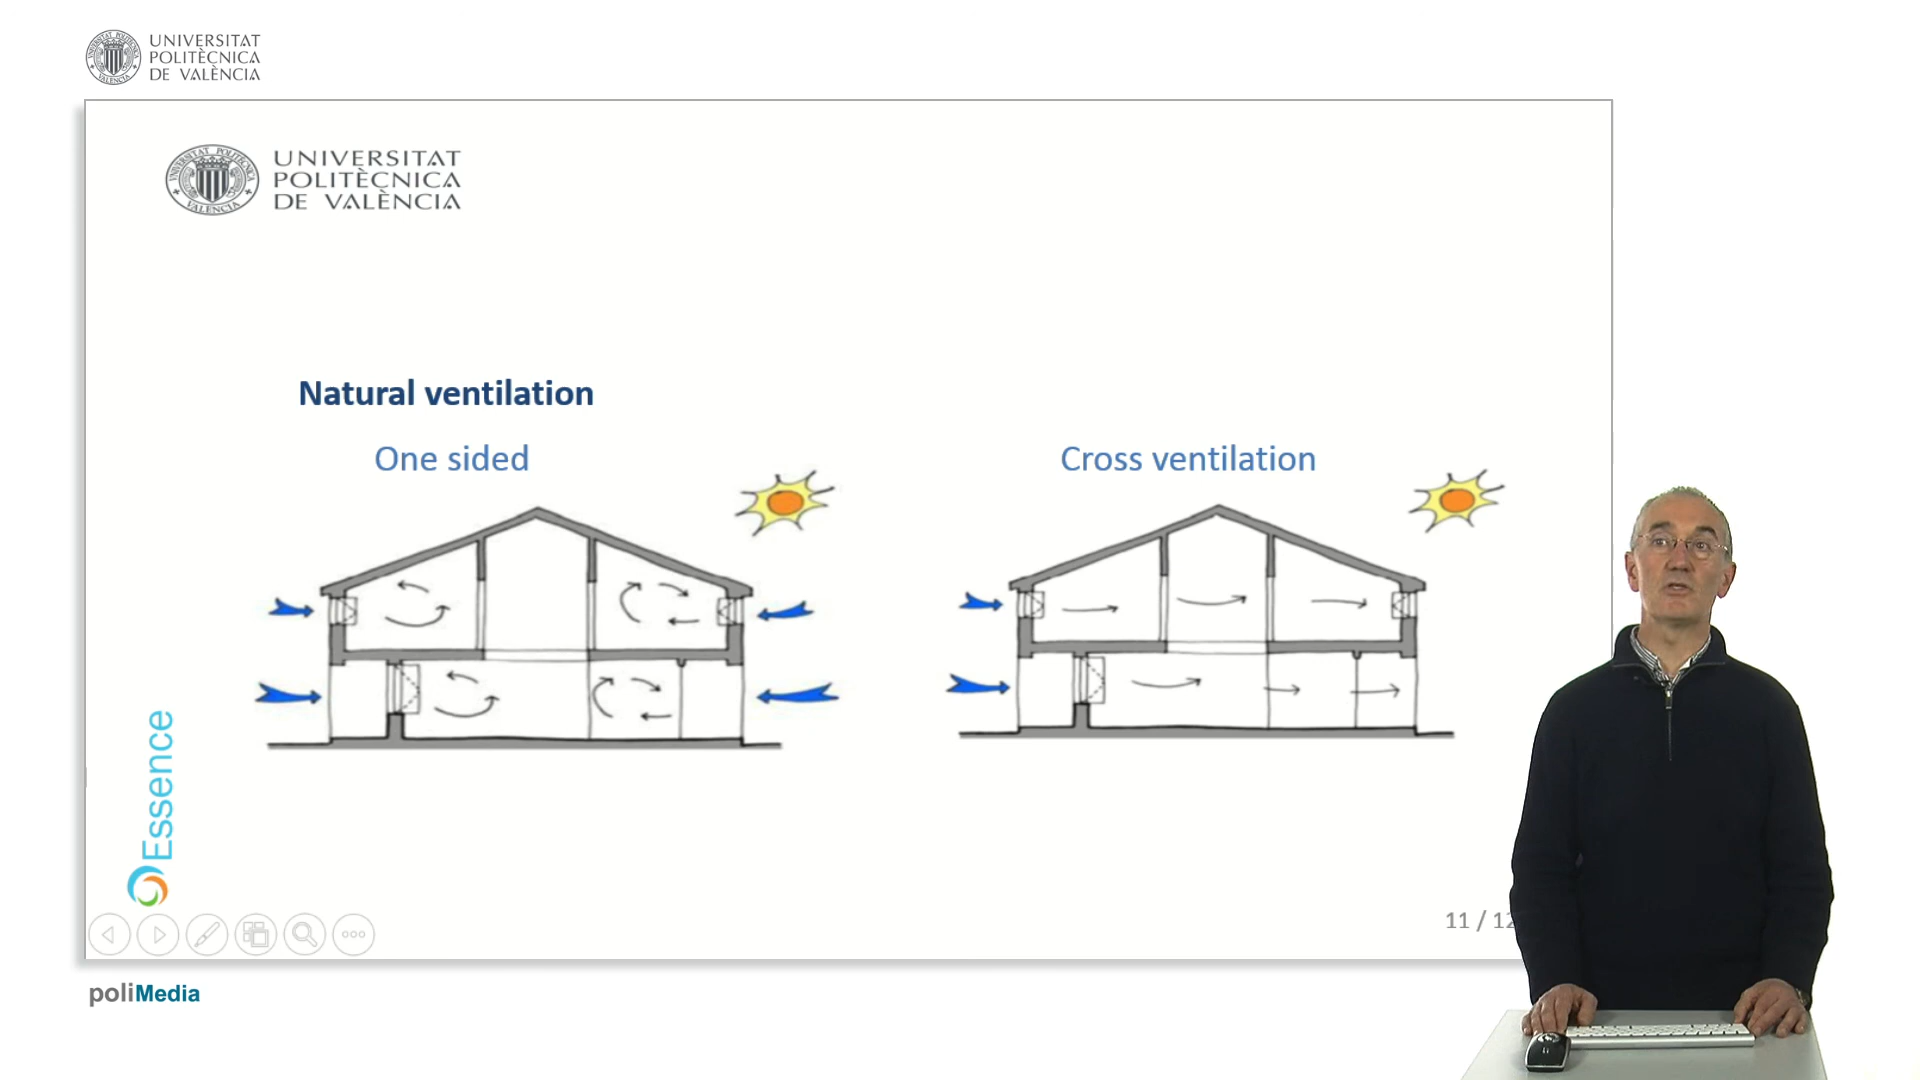 UNIVERSITAT
POLITÈCNICA
DE VALÈNCIA
UNIVERSITAT
POLITÈCNICA
DE VALÈNCIA
Natural ventilation
One sided
Cross ventilation
Essence
11 / 12
poliMedia